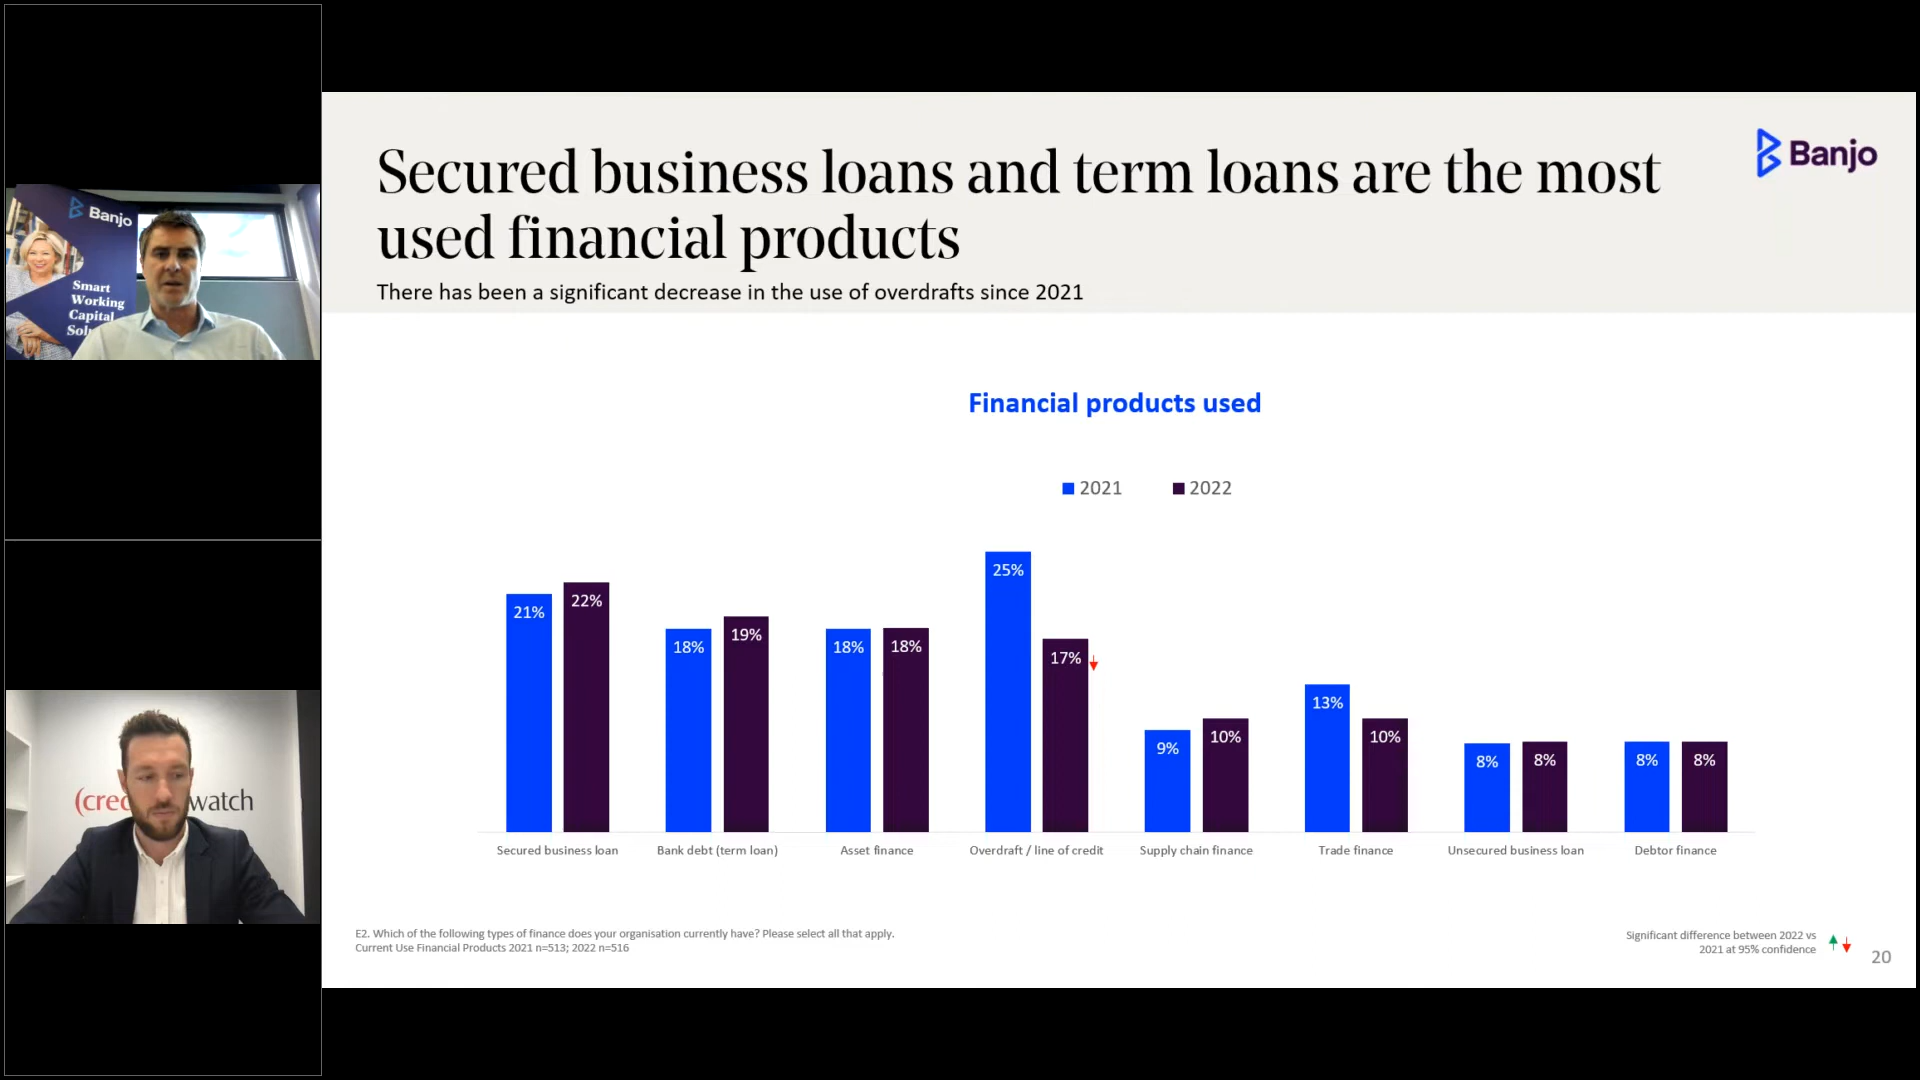 Banjo
Smart
Working
Capital
(cred
watch
Secured business loans and term loans are the most
used financial products
There has been a significant decrease in the use of overdrafts since 2021
Banjo
Financial products used
2021 2022
21% 22% 18% 19% 18% 18% 25% 17% 9% 10% 13% 10% 8% 8% 8% 8%
Secured business loan Bank debt (term loan) Asset finance Overdraft / line of credit Supply chain finance Trade finance Unsecured business loan Debtor finance
E2. Which of the following types of finance does your organisation currently have? Please select all that apply.
Current Use Financial Products 2021 n=513; 2022 n=516
Significant difference between 2022 vs
2021 at 95% confidence
20